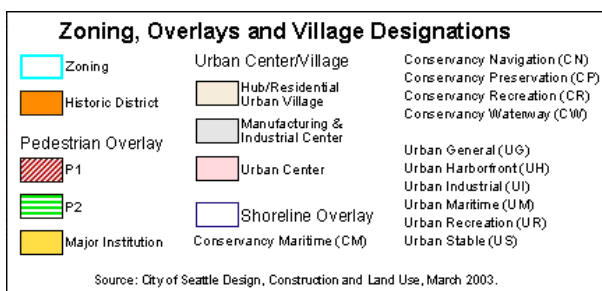 Zoning, Overlays and Village Designations
Zoning
Historic District
Pedestrian Overlay
P1
P2
Major Institution
Urban Center/Village
Hub/Residential
Urban Village
Manufacturing &
Industrial Center
Urban Center
Shoreline Overlay
Conservancy Maritime (CM)
Conservancy Navigation (CN)
Conservancy Preservation (CP)
Conservancy Recreation (CR)
Conservancy Waterway (CW)
Urban General (UG)
Urban Harborfront (UH)
Urban Industrial (UI)
Urban Maritime (UM)
Urban Recreation (UR)
Urban Stable (US)
Source: City of Seattle Design, Construction and Land Use, March 2003.